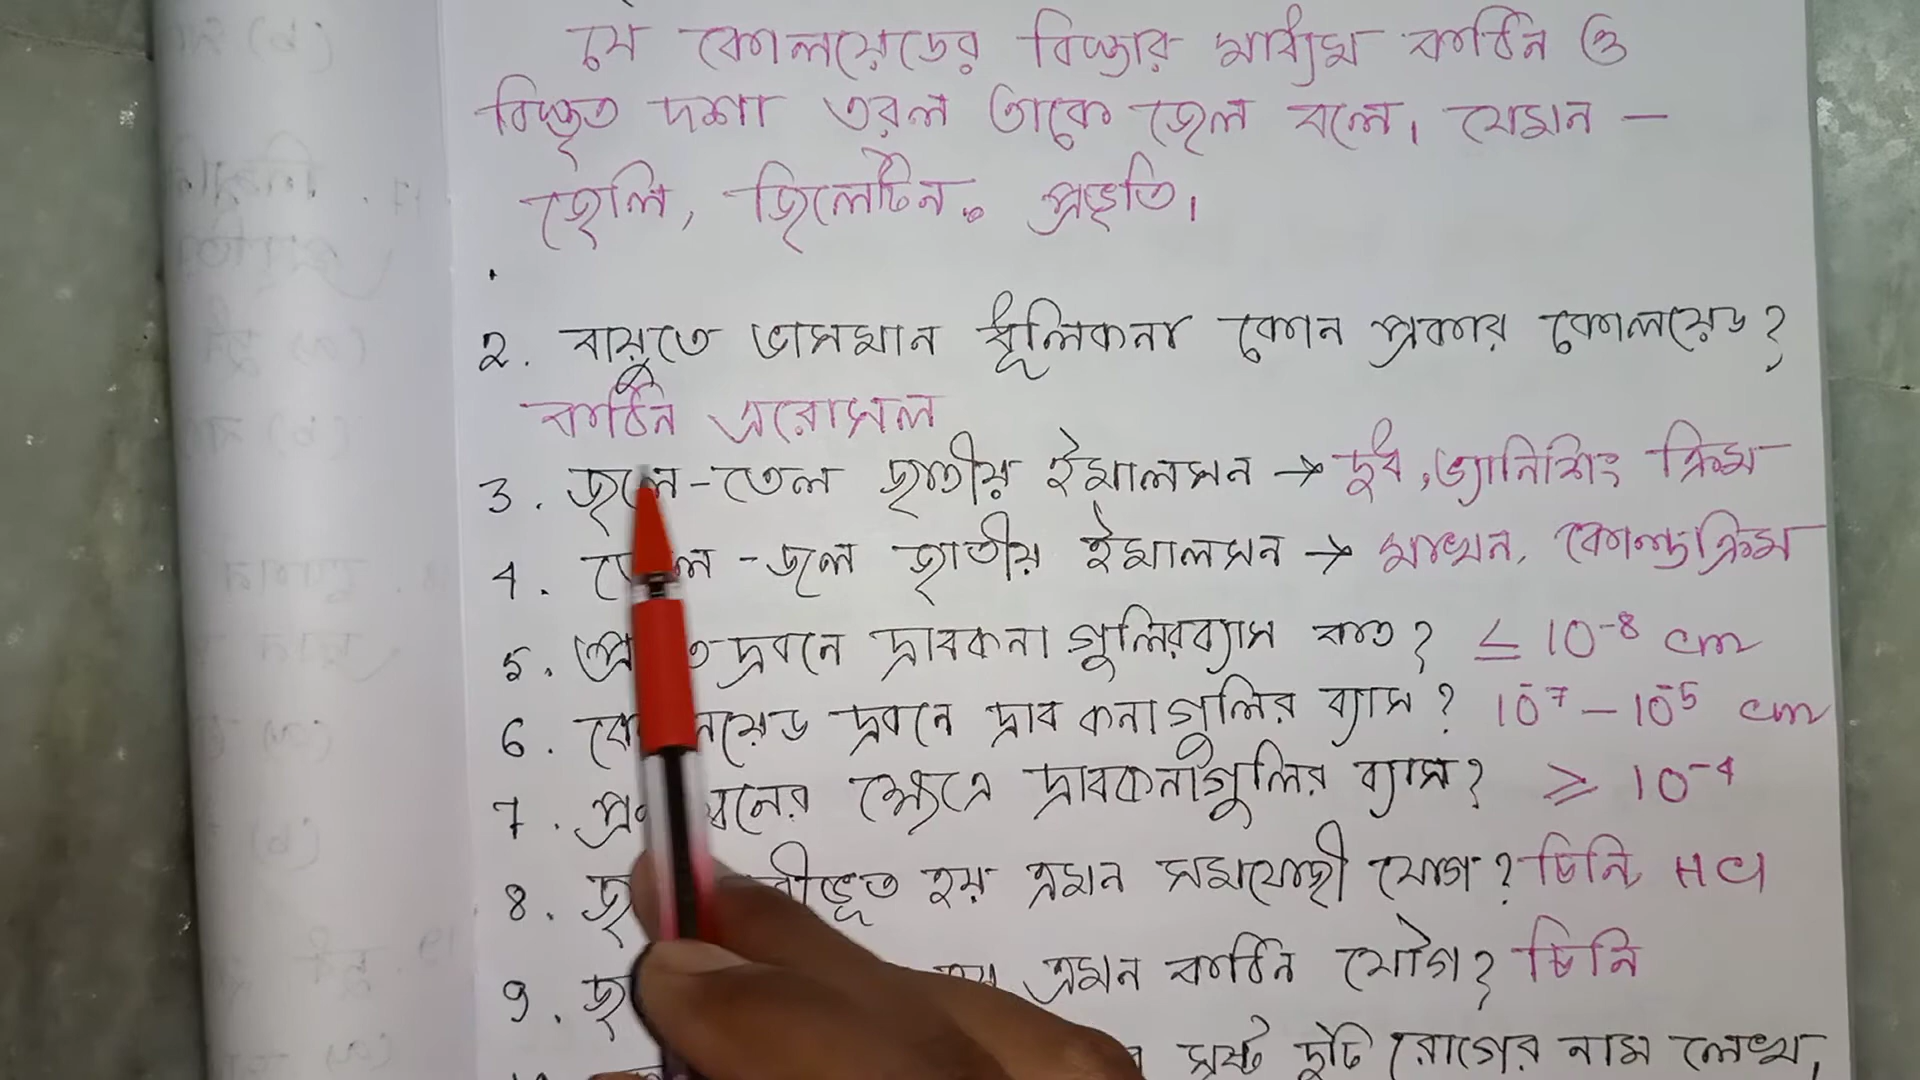 যে কোলয়েডের বিস্তার মাধ্যম কঠিন ও
বিস্তৃত দশা তরল তাকে জেল বলে। যেমন —
জেলি, জিলেটিন। প্রভৃতি।
2. বায়ুতে ভাসমান ধূলিকনা কোন প্রকার কোলয়েড?
কঠিন এরোসল
3. জলে-তেল জাতীয় ইমালসন → দুধ, ভ্যানিশিং ক্রিম
4. -জল জাতীয় ইমালসন → মাখন, কোল্ডক্রিম
5. দ্রবনে দ্রাবকনা গুলির ব্যাস কত? ≤ 10⁻⁸ cm
6. দ্রবনে দ্রাব কনাগুলির ব্যাস? 10⁻⁷ – 10⁻⁵ cm
7. ক্ষেত্রে দ্রাবকনাগুলির ব্যাস? ≥ 10⁻⁴
8. হয় এমন সমযোজী যোগ? চিনি, HCl
9. এমন কঠিন যৌগ? চিনি
সৃষ্ট দুটি রোগের নাম লেখ,